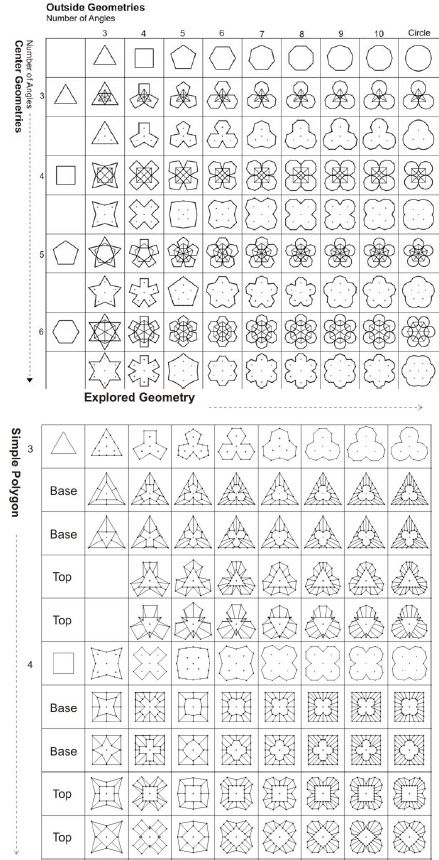 Outside Geometries
Number of Angles
3 4 5 6 7 8 9 10 Circle
Number of Angles
Center Geometries
3
4
5
6
Explored Geometry
Simple Polygon
3
Base
Base
Top
Top
4
Base
Base
Top
Top